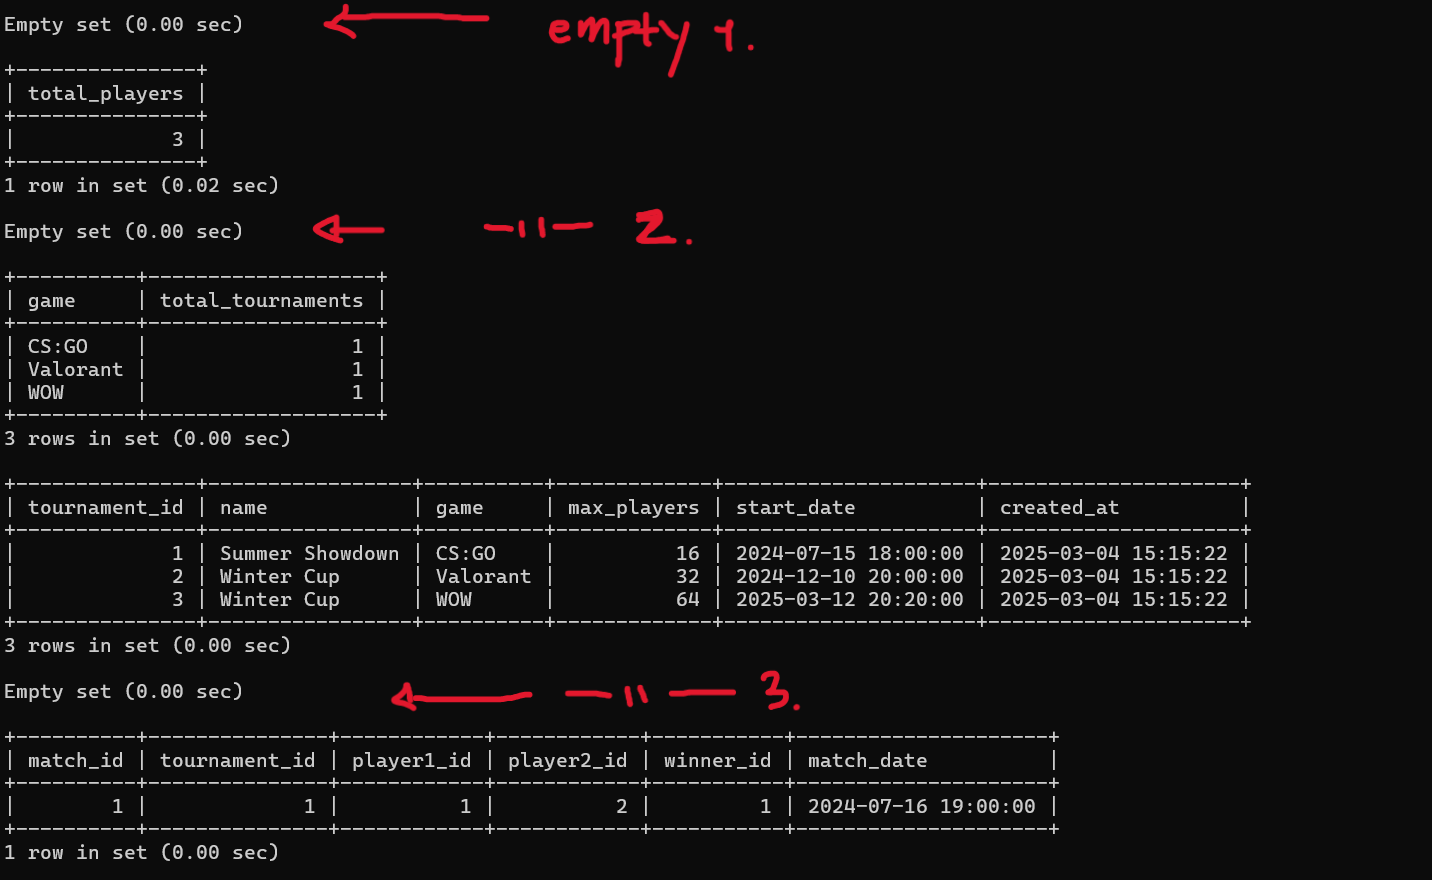 Empty set (0.00 sec) empty 1.
+---------------+
| total_players |
+---------------+
|             3 |
+---------------+
1 row in set (0.02 sec)
Empty set (0.00 sec) —"— 2.
+----------+-------------------+
| game     | total_tournaments |
+----------+-------------------+
| CS:GO    |                 1 |
| Valorant |                 1 |
| WOW      |                 1 |
+----------+-------------------+
3 rows in set (0.00 sec)
+---------------+-----------------+----------+-------------+---------------------+---------------------+
| tournament_id | name            | game     | max_players | start_date          | created_at          |
+---------------+-----------------+----------+-------------+---------------------+---------------------+
|             1 | Summer Showdown | CS:GO    |          16 | 2024-07-15 18:00:00 | 2025-03-04 15:15:22 |
|             2 | Winter Cup      | Valorant |          32 | 2024-12-10 20:00:00 | 2025-03-04 15:15:22 |
|             3 | Winter Cup      | WOW      |          64 | 2025-03-12 20:20:00 | 2025-03-04 15:15:22 |
+---------------+-----------------+----------+-------------+---------------------+---------------------+
3 rows in set (0.00 sec)
Empty set (0.00 sec) —"— 3.
+----------+---------------+------------+------------+-----------+---------------------+
| match_id | tournament_id | player1_id | player2_id | winner_id | match_date          |
+----------+---------------+------------+------------+-----------+---------------------+
|        1 |             1 |          1 |          2 |         1 | 2024-07-16 19:00:00 |
+----------+---------------+------------+------------+-----------+---------------------+
1 row in set (0.00 sec)